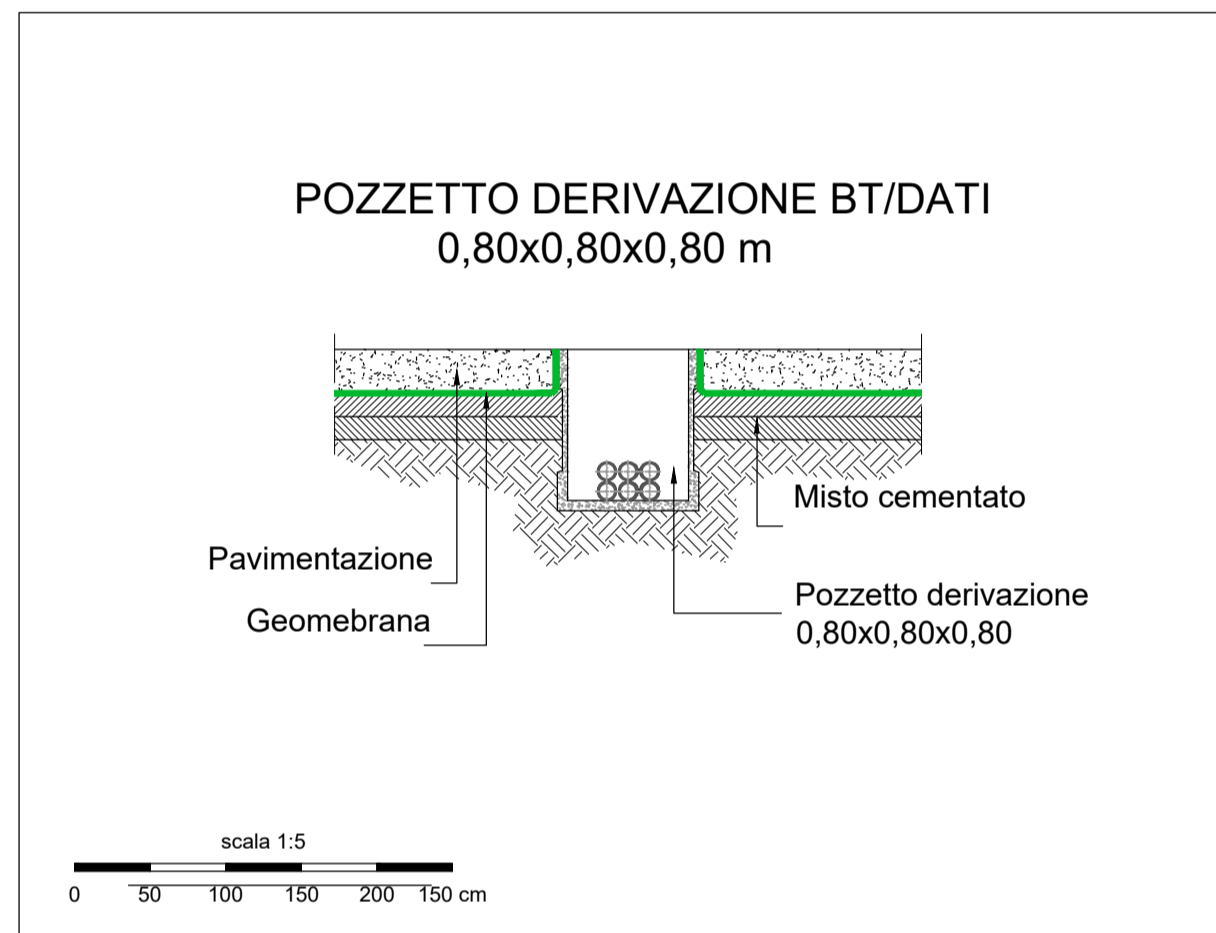 POZZETTO DERIVAZIONE BT/DATI
0,80x0,80x0,80 m
Misto cementato
Pavimentazione
Geomebrana
Pozzetto derivazione
0,80x0,80x0,80
scala 1:5
0 50 100 150 200 150 cm